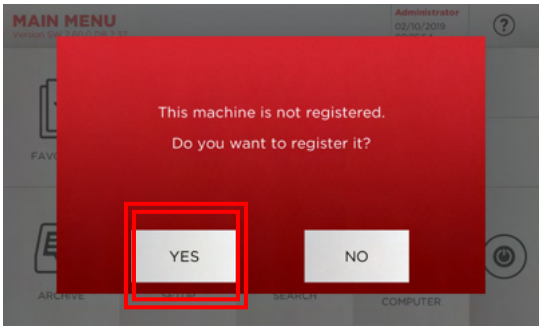 MAIN MENU
Administrator
02/10/2019
This machine is not registered.
Do you want to register it?
YES
NO
ARCHIVE
SETUP
SEARCH
COMPUTER